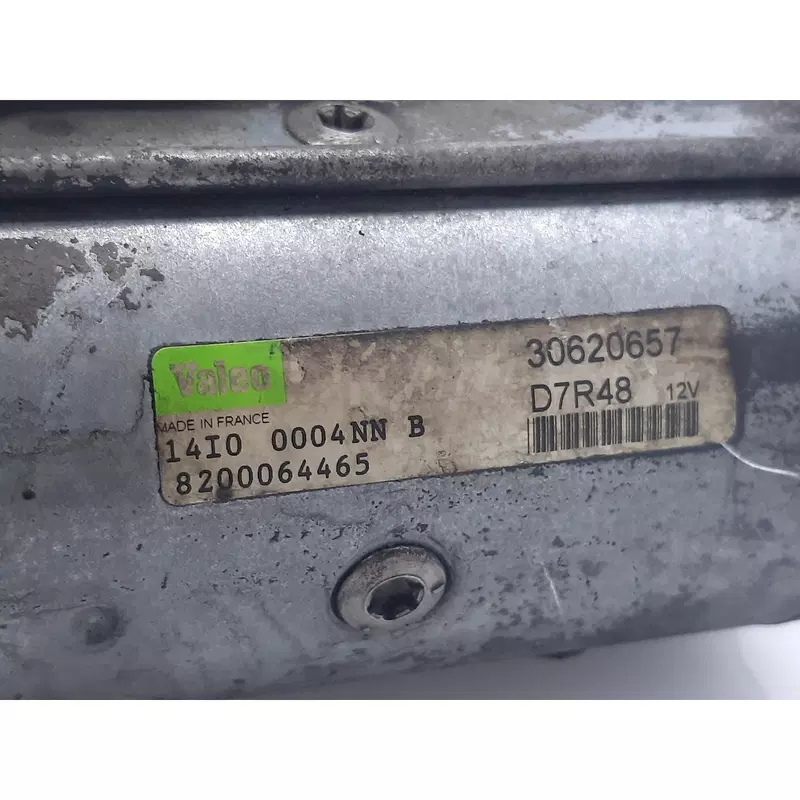 Valeo
MADE IN FRANCE
14I0 0004NN B
8200064465
30620657
D7R48 12V